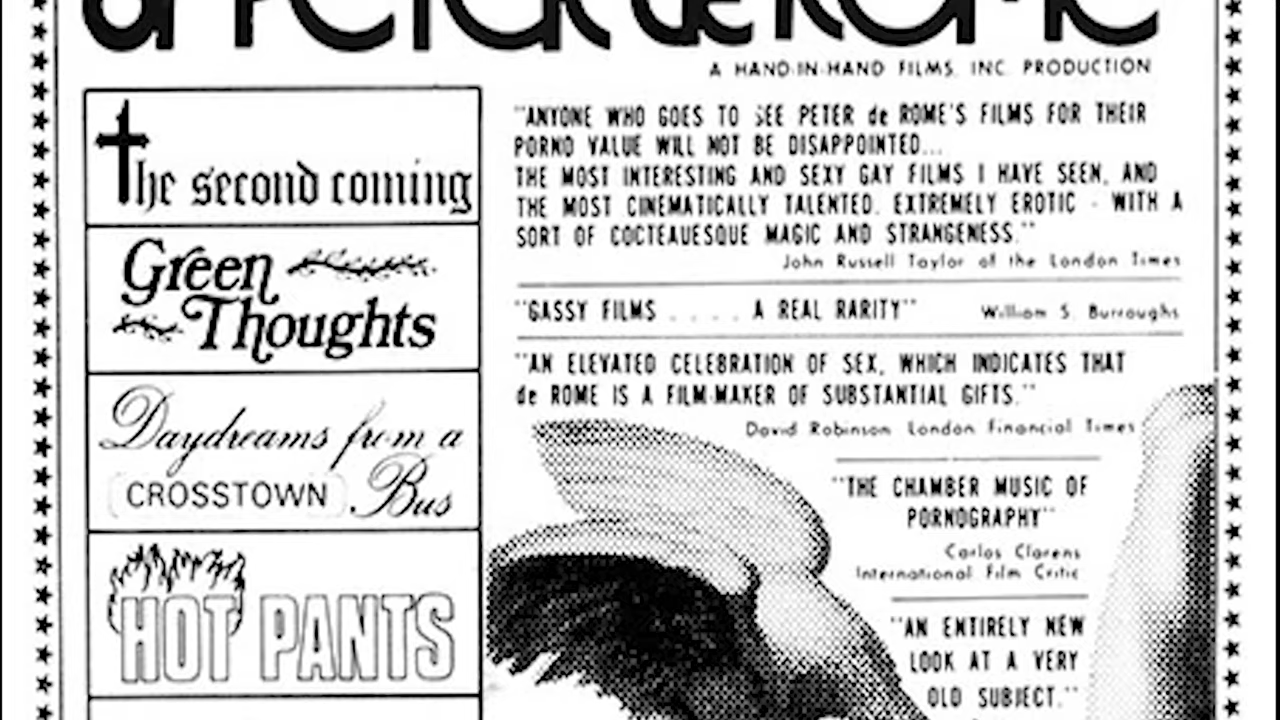 of PETER de ROME
A HAND-IN-HAND FILMS, INC. PRODUCTION
the second coming
Green
Thoughts
Daydreams from a
CROSSTOWN Bus
HOT PANTS
"ANYONE WHO GOES TO SEE PETER de ROME'S FILMS FOR THEIR
PORNO VALUE WILL NOT BE DISAPPOINTED...
THE MOST INTERESTING AND SEXY GAY FILMS I HAVE SEEN, AND
THE MOST CINEMATICALLY TALENTED. EXTREMELY EROTIC - WITH A
SORT OF COCTEAUESQUE MAGIC AND STRANGENESS."
John Russell Taylor of the London Times
"GASSY FILMS . . . . A REAL RARITY" William S. Burroughs
"AN ELEVATED CELEBRATION OF SEX, WHICH INDICATES THAT
de ROME IS A FILM-MAKER OF SUBSTANTIAL GIFTS."
David Robinson London Financial Times
"THE CHAMBER MUSIC OF
PORNOGRAPHY"
Carlos Clarens
International Film Critic
"AN ENTIRELY NEW
LOOK AT A VERY
OLD SUBJECT."